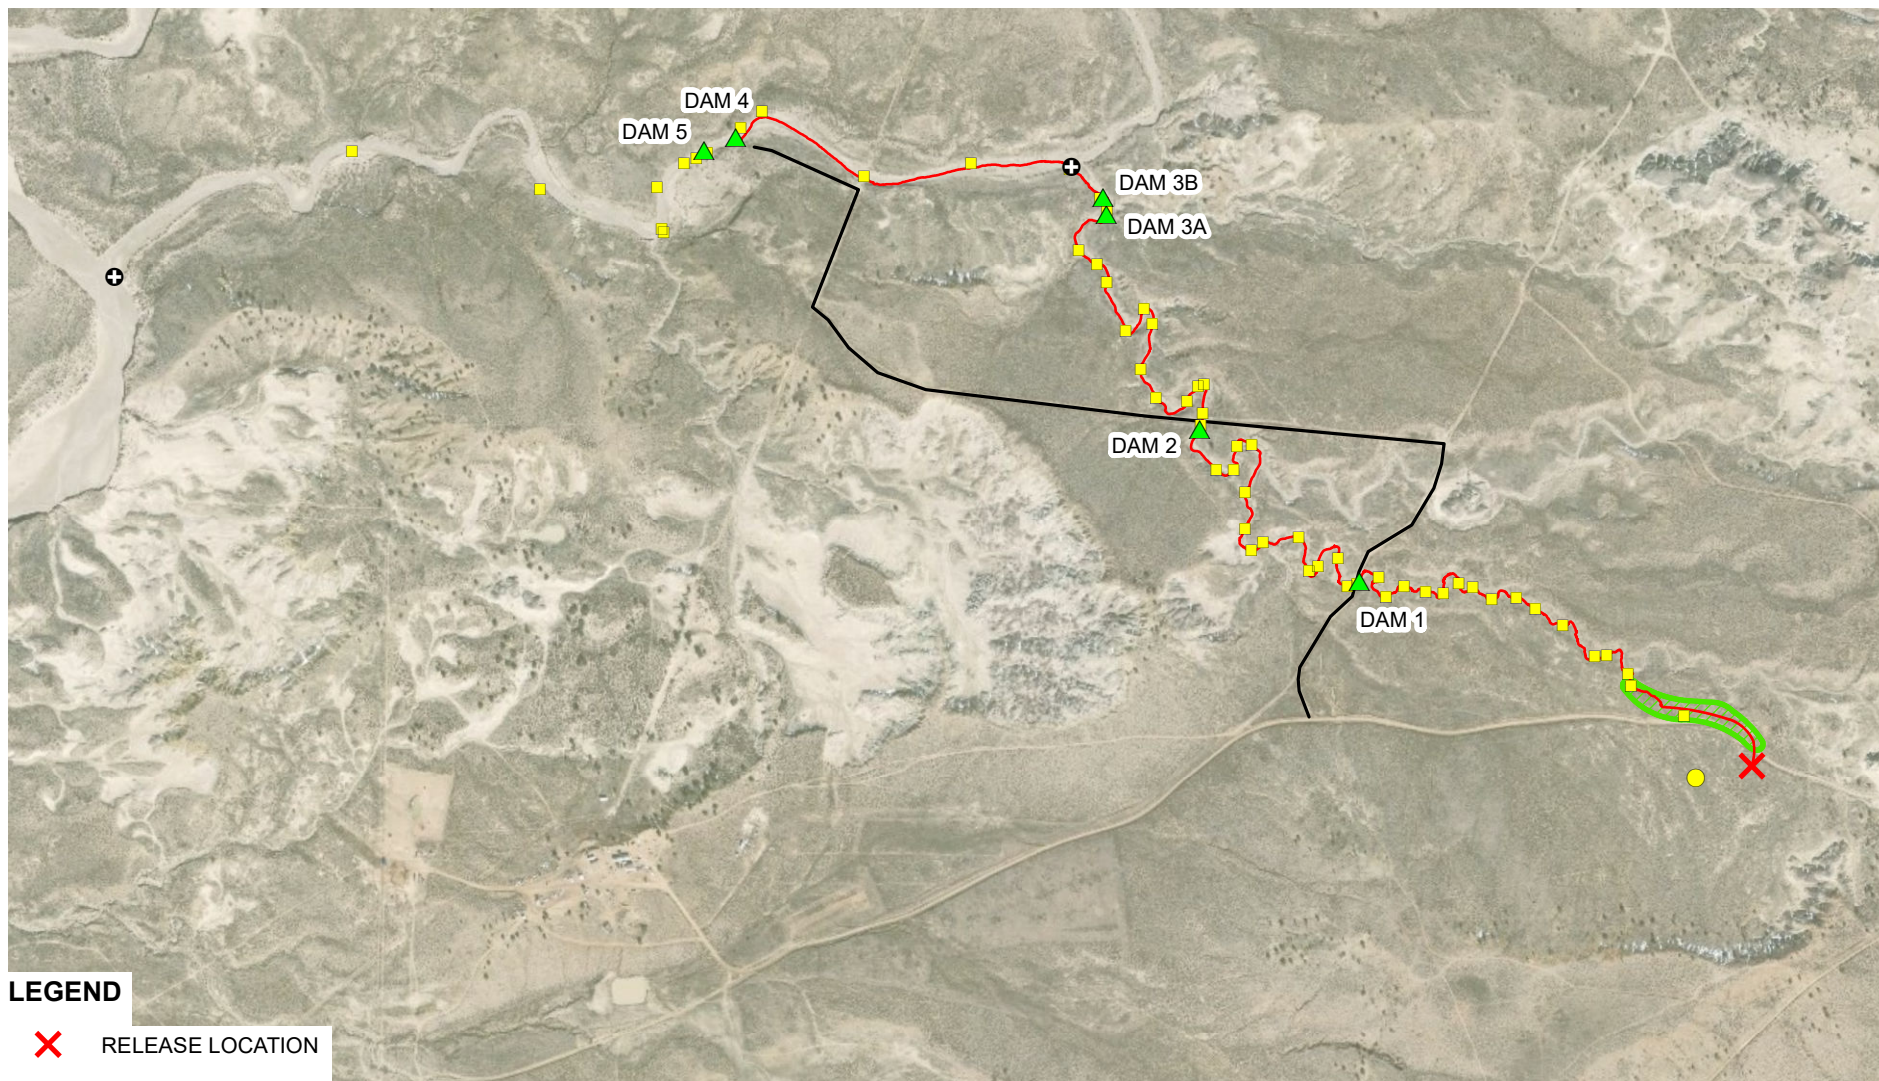 DAM 4
DAM 5
DAM 3B
DAM 3A
DAM 2
DAM 1
LEGEND
RELEASE LOCATION